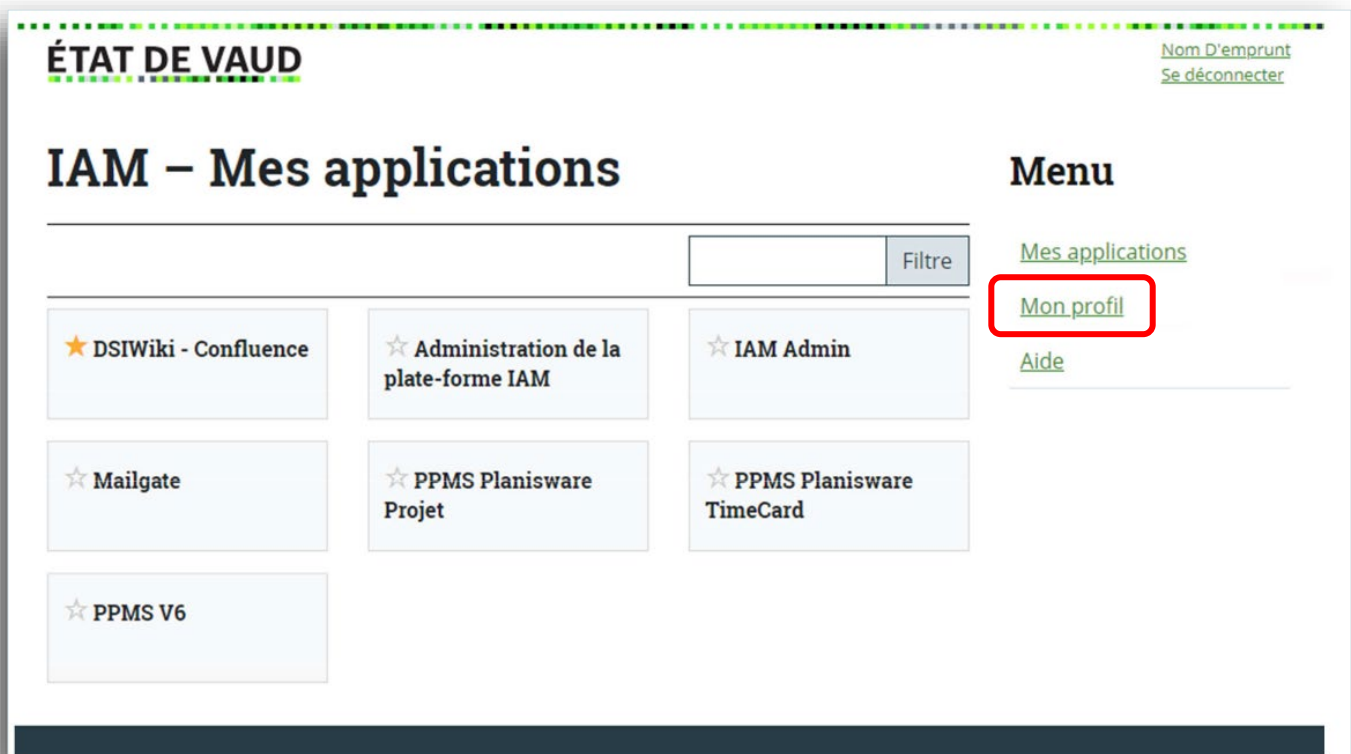 ÉTAT DE VAUD
Nom D'emprunt
Se déconnecter
IAM – Mes applications
Menu
Filtre
Mes applications
Mon profil
Aide
DSIWiki - Confluence
Administration de la
plate-forme IAM
IAM Admin
Mailgate
PPMS Planisware
Projet
PPMS Planisware
TimeCard
PPMS V6